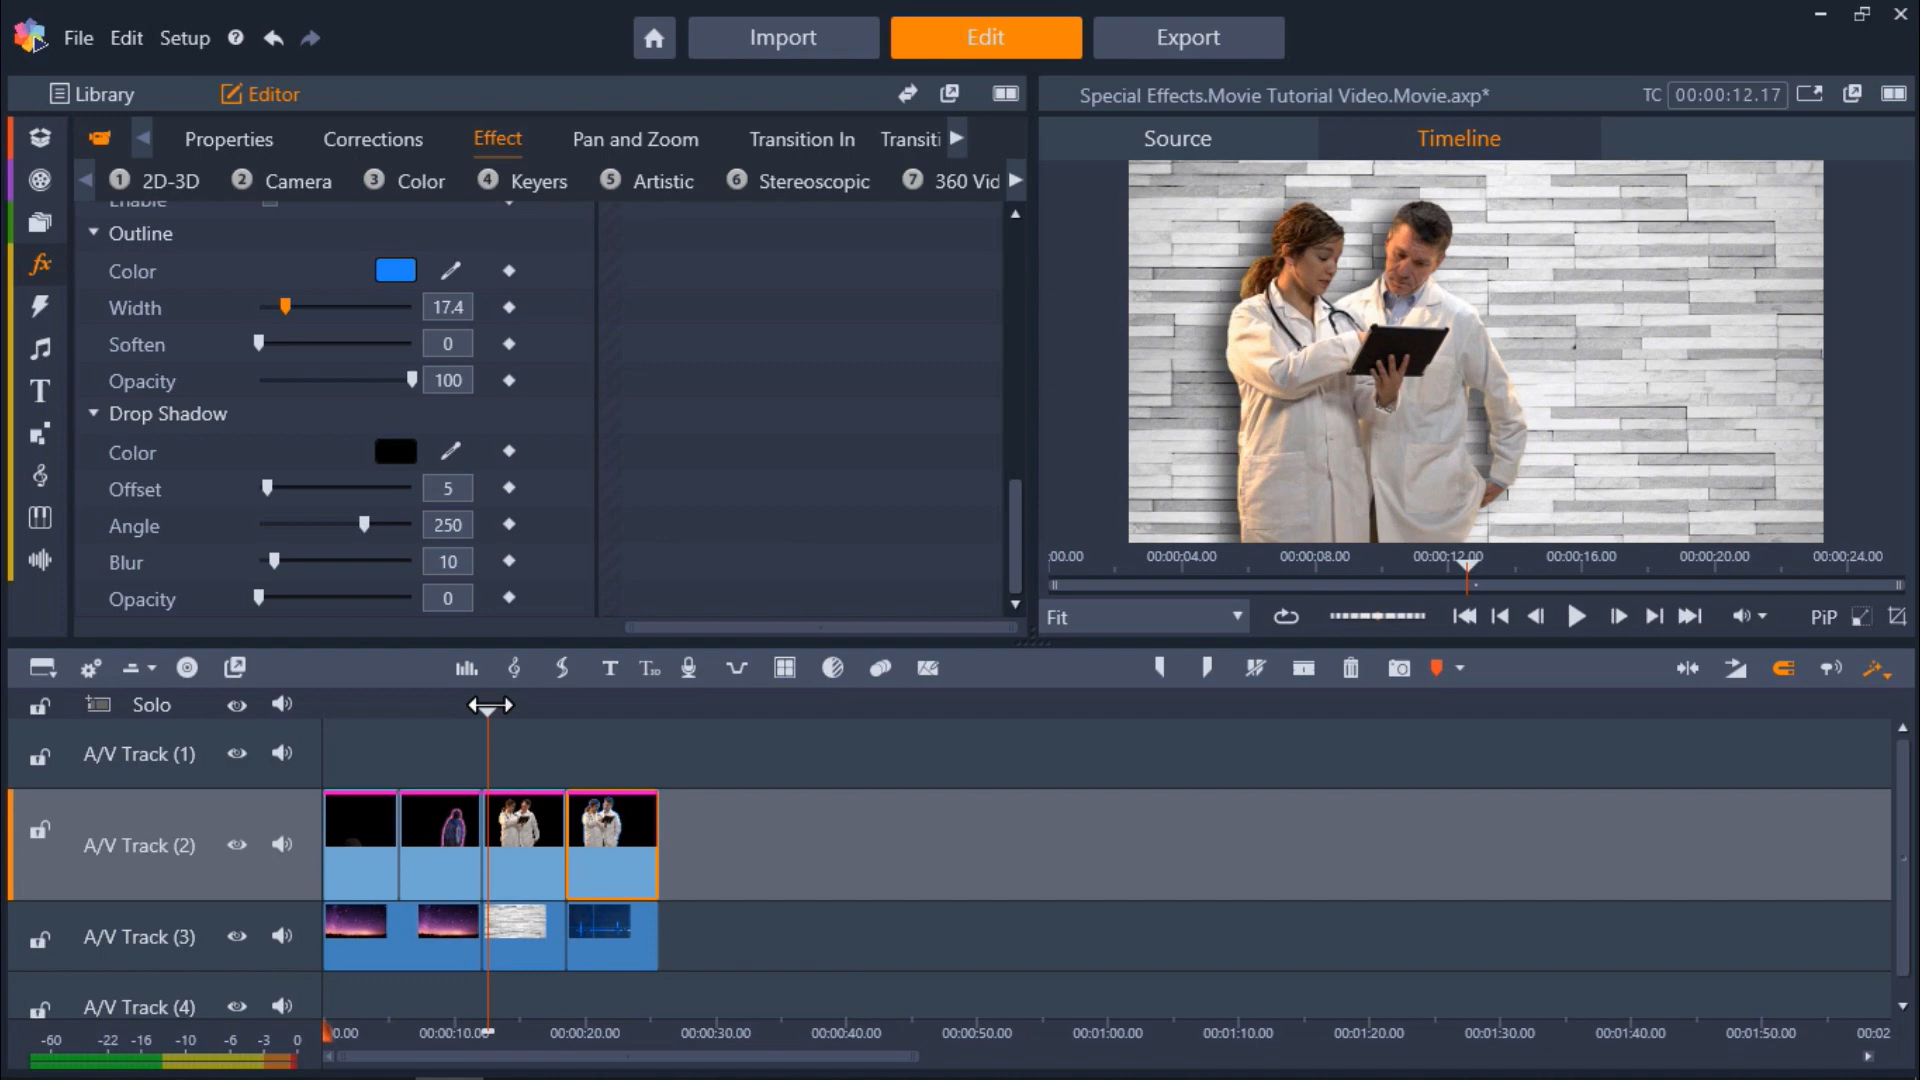 File Edit Setup ? Import Edit Export
Library Editor
Special Effects.Movie Tutorial Video.Movie.axp* TC 00:00:12.17
Properties Corrections Effect Pan and Zoom Transition In Transiti
Source Timeline
1 2D-3D 2 Camera 3 Color 4 Keyers 5 Artistic 6 Stereoscopic 7 360 Vid
Enable
Outline
Color
Width 17.4
Soften 0
Opacity 100
Drop Shadow
Color
Offset 5
Angle 250
Blur 10
Opacity 0
:00.00 00:00:04.00 00:00:08.00 00:00:12.00 00:00:16.00 00:00:20.00 00:00:24.00
Fit PiP
Solo
A/V Track (1)
A/V Track (2)
A/V Track (3)
A/V Track (4)
0.00 00:00:10.00 00:00:20.00 00:00:30.00 00:00:40.00 00:00:50.00 00:01:00.00 00:01:10.00 00:01:20.00 00:01:30.00 00:01:40.00 00:01:50.00 00:02
-60 -22 -16 -10 -6 -3 0